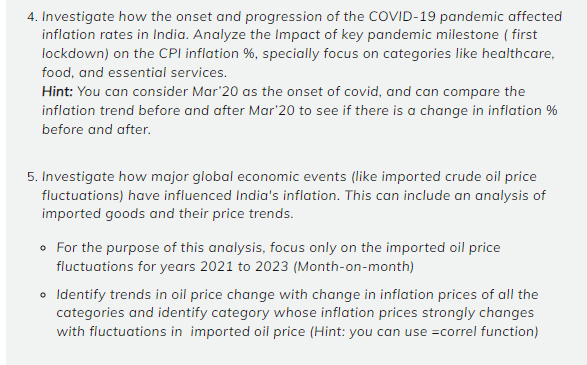 4. Investigate how the onset and progression of the COVID-19 pandemic affected
inflation rates in India. Analyze the Impact of key pandemic milestone ( first
lockdown) on the CPI inflation %, specially focus on categories like healthcare,
food, and essential services.
Hint: You can consider Mar'20 as the onset of covid, and can compare the
inflation trend before and after Mar'20 to see if there is a change in inflation %
before and after.
5. Investigate how major global economic events (like imported crude oil price
fluctuations) have influenced India's inflation. This can include an analysis of
imported goods and their price trends.
○ For the purpose of this analysis, focus only on the imported oil price
fluctuations for years 2021 to 2023 (Month-on-month)
○ Identify trends in oil price change with change in inflation prices of all the
categories and identify category whose inflation prices strongly changes
with fluctuations in imported oil price (Hint: you can use =correl function)